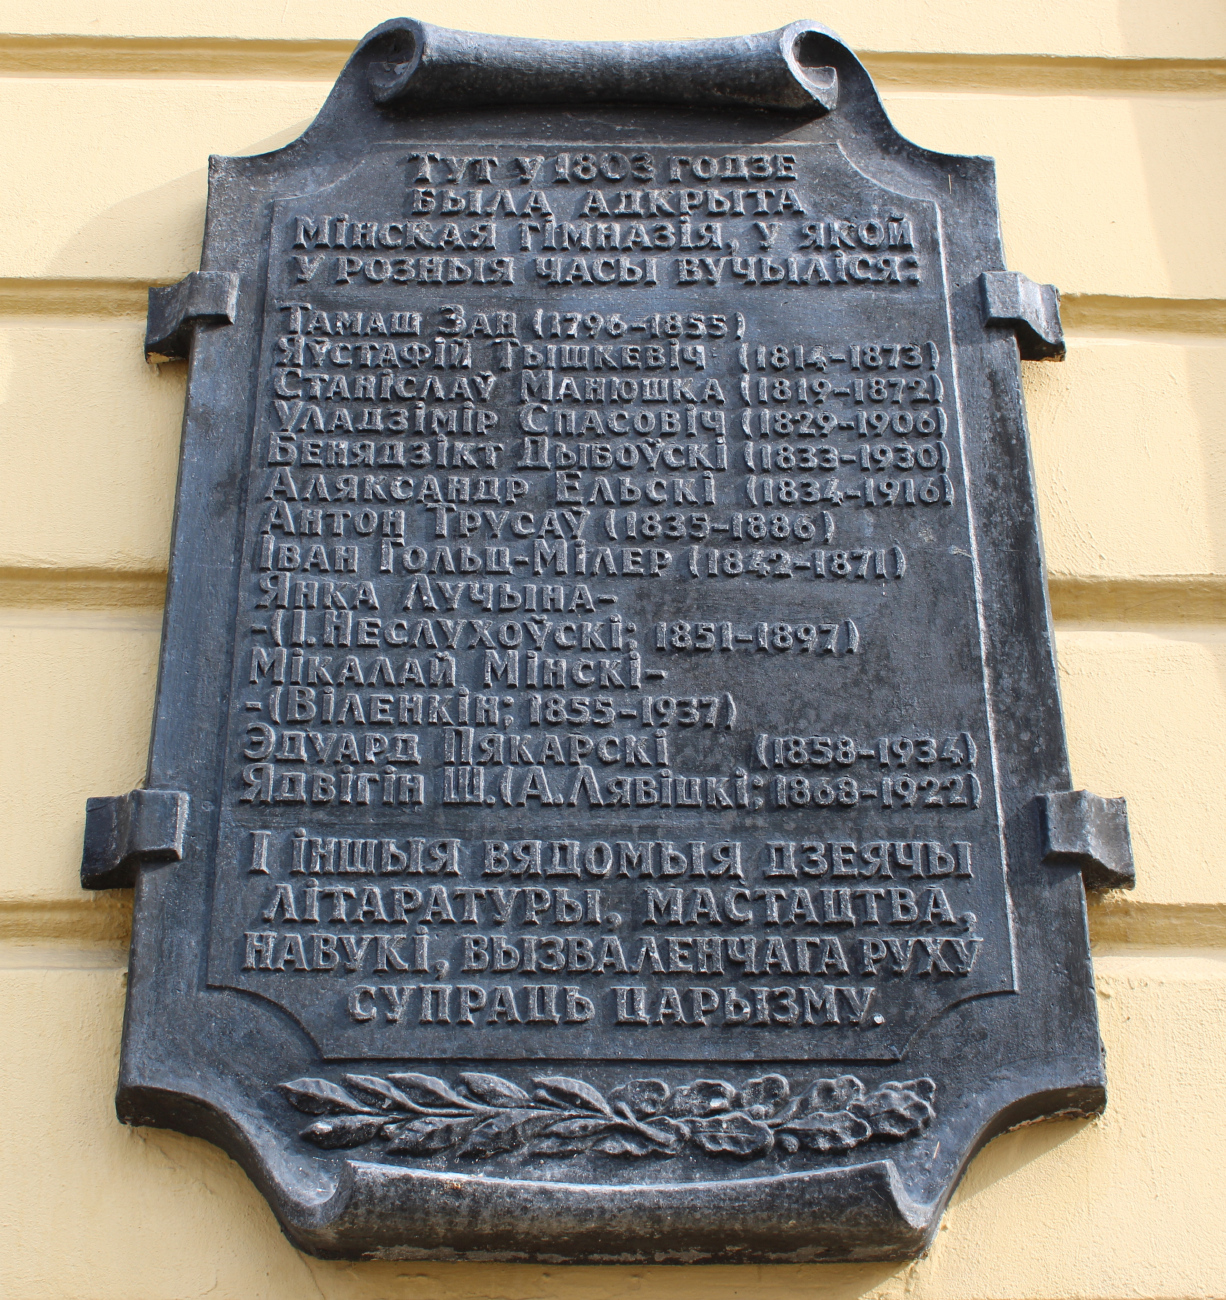 Тут у 1803 годзе
была адкрыта
Мінская гімназія, у якой
у розныя часы вучыліся:
Тамаш Зан (1796-1855)
Яўстафій Тышкевіч (1814-1873)
Станіслаў Манюшка (1819-1872)
Уладзімір Спасовіч (1829-1906)
Бенядзікт Дыбоўскі (1833-1930)
Аляксандр Ельскі (1834-1916)
Антон Трусаў (1835-1886)
Іван Гольц-Мілер (1842-1871)
Янка Лучына-
-(І.Неслухоўскі; 1851-1897)
Мікалай Мінскі-
-(Віленкін; 1855-1937)
Эдуард Пякарскі (1858-1934)
Ядвігін Ш.(А.Лявіцкі; 1868-1922)
І іншыя вядомыя дзеячы
літаратуры, мастацтва,
навукі, вызваленчага руху
супраць царызму.